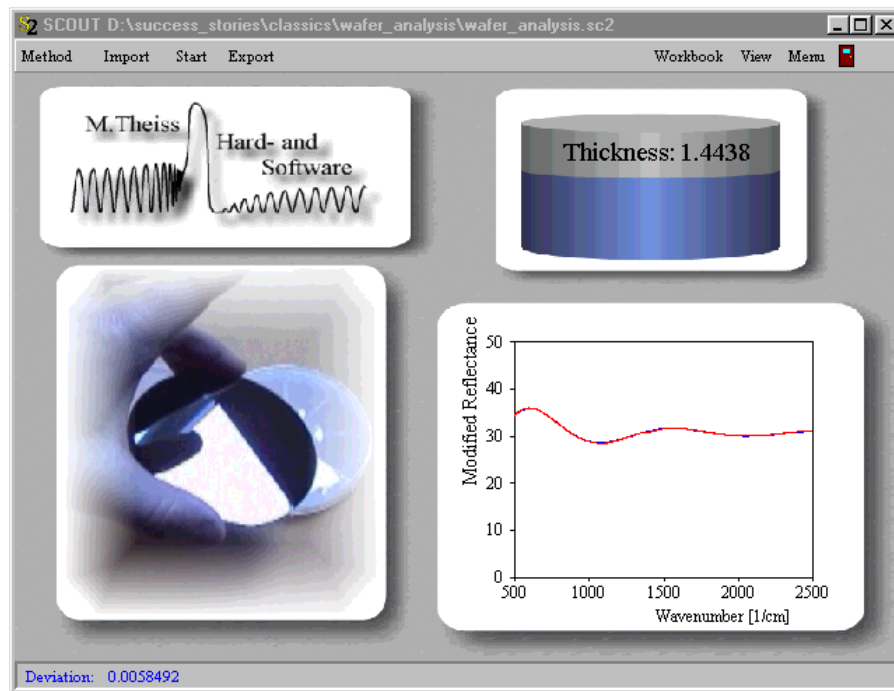 SCOUT D:\success_stories\classics\wafer_analysis\wafer_analysis.sc2
Method Import Start Export Workbook View Menu
M.Theiss
Hard- and
Software
Thickness: 1.4438
Modified Reflectance
50
40
30
20
10
0
500 1000 1500 2000 2500
Wavenumber [1/cm]
Deviation: 0.0058492